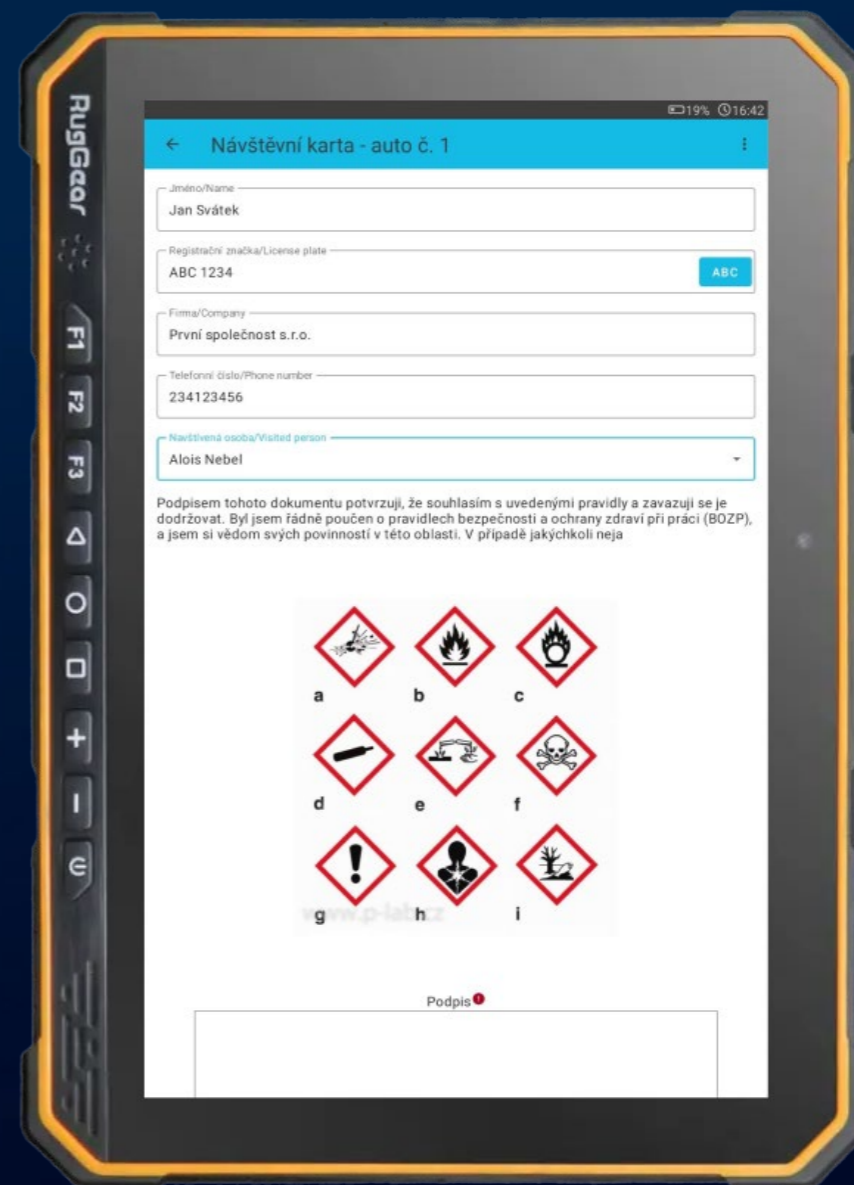 RugGear
F1
F2
F3
19% 16:42
Návštěvní karta - auto č. 1
Jméno/Name
Jan Svátek
Registrační značka/License plate
ABC 1234
ABC
Firma/Company
První společnost s.r.o.
Telefonní číslo/Phone number
234123456
Navštívená osoba/Visited person
Alois Nebel
Podpisem tohoto dokumentu potvrzuji, že souhlasím s uvedenými pravidly a zavazuji se je
dodržovat. Byl jsem řádně poučen o pravidlech bezpečnosti a ochrany zdraví při práci (BOZP),
a jsem si vědom svých povinností v této oblasti. V případě jakýchkoli neja
a b c
d e f
g h i
www.p-lab.cz
Podpis